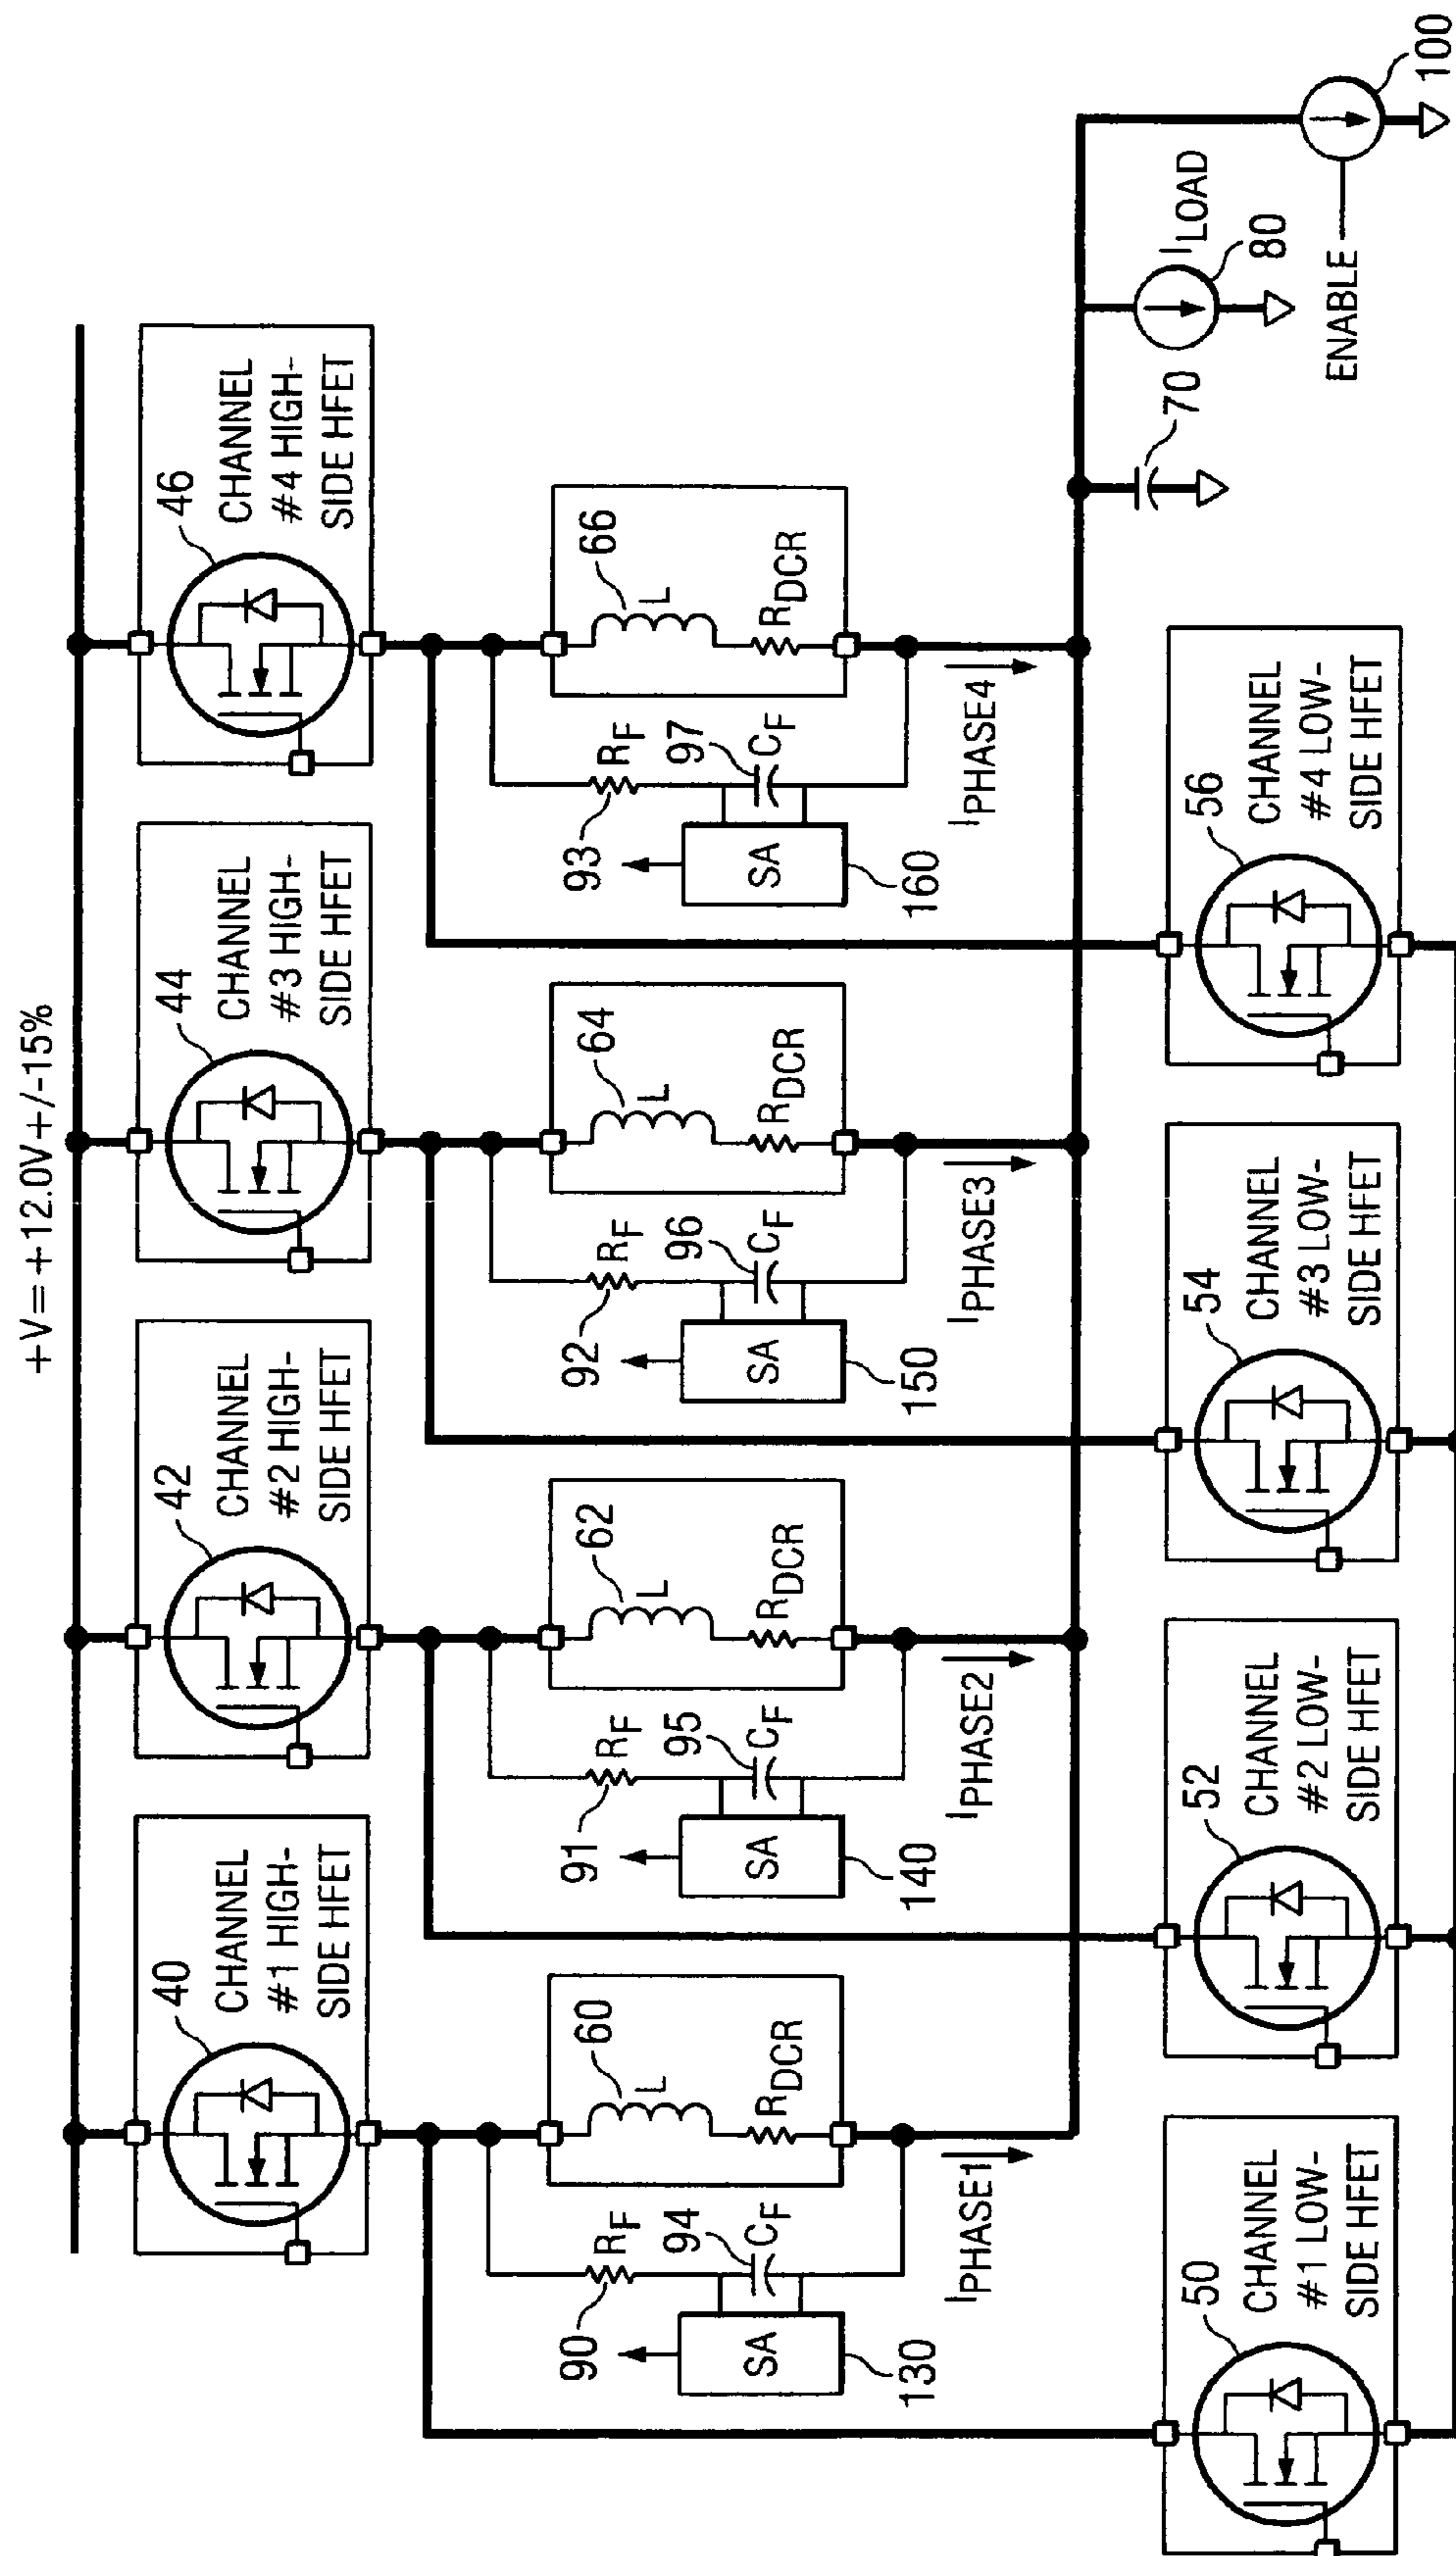 +V=+12.0V+/-15%
40
CHANNEL
#1 HIGH-
SIDE HFET
42
CHANNEL
#2 HIGH-
SIDE HFET
44
CHANNEL
#3 HIGH-
SIDE HFET
46
CHANNEL
#4 HIGH-
SIDE HFET
90
RF
94
CF
SA
130
60
L
RDCR
IPHASE1
91
RF
95
CF
SA
140
62
L
RDCR
IPHASE2
92
RF
96
CF
SA
150
64
L
RDCR
IPHASE3
93
RF
97
CF
SA
160
66
L
RDCR
IPHASE4
70
ILOAD
80
ENABLE
100
50
CHANNEL
#1 LOW-
SIDE HFET
52
CHANNEL
#2 LOW-
SIDE HFET
54
CHANNEL
#3 LOW-
SIDE HFET
56
CHANNEL
#4 LOW-
SIDE HFET